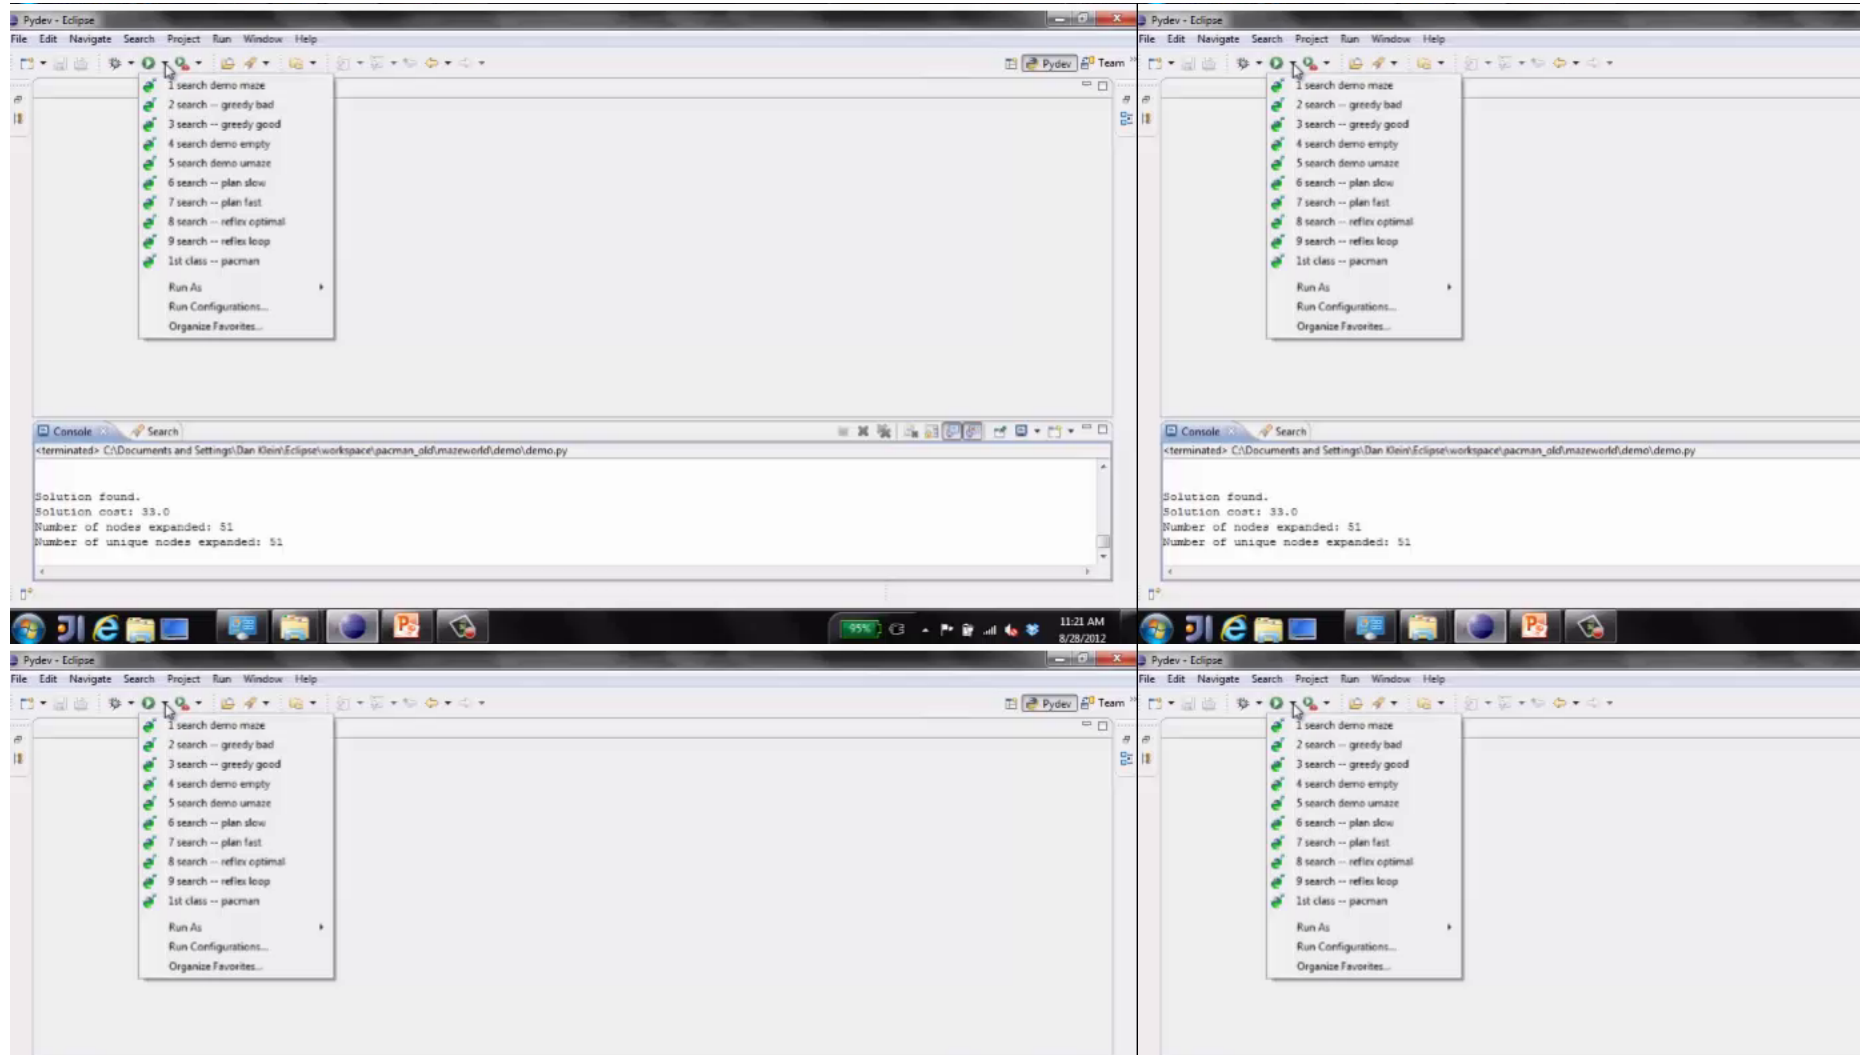 Pydev - Eclipse
File Edit Navigate Search Project Run Window Help
Pydev Team
1 search demo maze
2 search -- greedy bad
3 search -- greedy good
4 search demo empty
5 search demo umaze
6 search -- plan slow
7 search -- plan fast
8 search -- reflex optimal
9 search -- reflex loop
1st class -- pacman
Run As
Run Configurations...
Organize Favorites...
Console Search
<terminated> C:\Documents and Settings\Dan Klein\Eclipse\workspace\pacman_old\mazeworld\demo\demo.py
Solution found.
Solution cost: 33.0
Number of nodes expanded: 51
Number of unique nodes expanded: 51
95%
11:21 AM
8/28/2012
Pydev - Eclipse
File Edit Navigate Search Project Run Window Help
1 search demo maze
2 search -- greedy bad
3 search -- greedy good
4 search demo empty
5 search demo umaze
6 search -- plan slow
7 search -- plan fast
8 search -- reflex optimal
9 search -- reflex loop
1st class -- pacman
Run As
Run Configurations...
Organize Favorites...
Console Search
<terminated> C:\Documents and Settings\Dan Klein\Eclipse\workspace\pacman_old\mazeworld\demo\demo.py
Solution found.
Solution cost: 33.0
Number of nodes expanded: 51
Number of unique nodes expanded: 51
Pydev - Eclipse
File Edit Navigate Search Project Run Window Help
Pydev Team
1 search demo maze
2 search -- greedy bad
3 search -- greedy good
4 search demo empty
5 search demo umaze
6 search -- plan slow
7 search -- plan fast
8 search -- reflex optimal
9 search -- reflex loop
1st class -- pacman
Run As
Run Configurations...
Organize Favorites...
Pydev - Eclipse
File Edit Navigate Search Project Run Window Help
1 search demo maze
2 search -- greedy bad
3 search -- greedy good
4 search demo empty
5 search demo umaze
6 search -- plan slow
7 search -- plan fast
8 search -- reflex optimal
9 search -- reflex loop
1st class -- pacman
Run As
Run Configurations...
Organize Favorites...